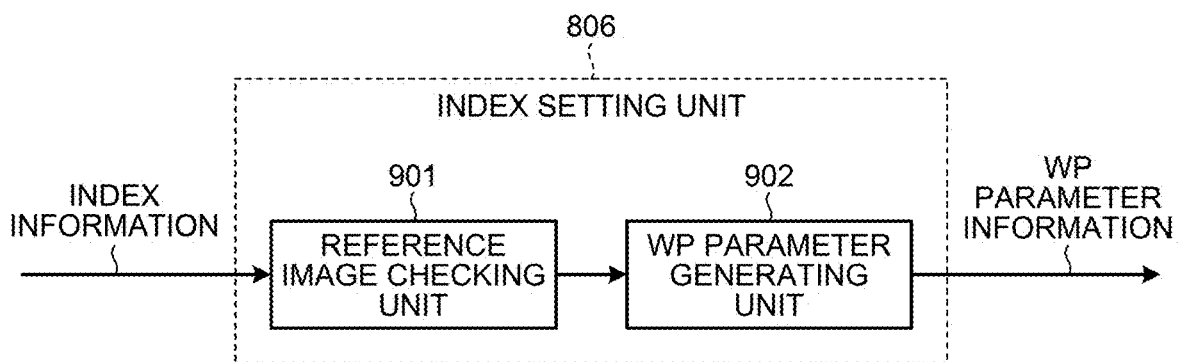 806
INDEX SETTING UNIT
INDEX
INFORMATION
901
REFERENCE
IMAGE CHECKING
UNIT
902
WP PARAMETER
GENERATING
UNIT
WP
PARAMETER
INFORMATION